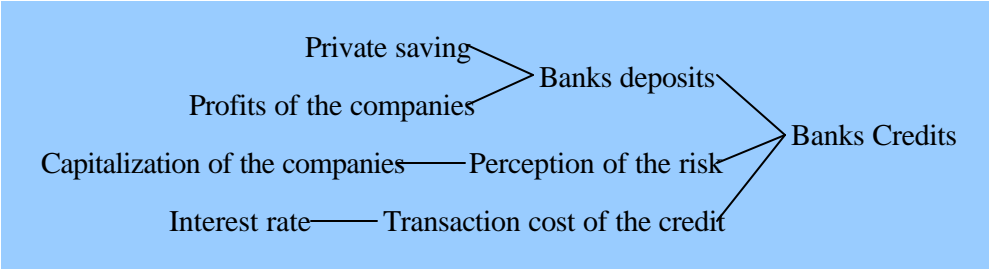 Private saving
Banks deposits
Profits of the companies
Banks Credits
Capitalization of the companies
Perception of the risk
Interest rate
Transaction cost of the credit